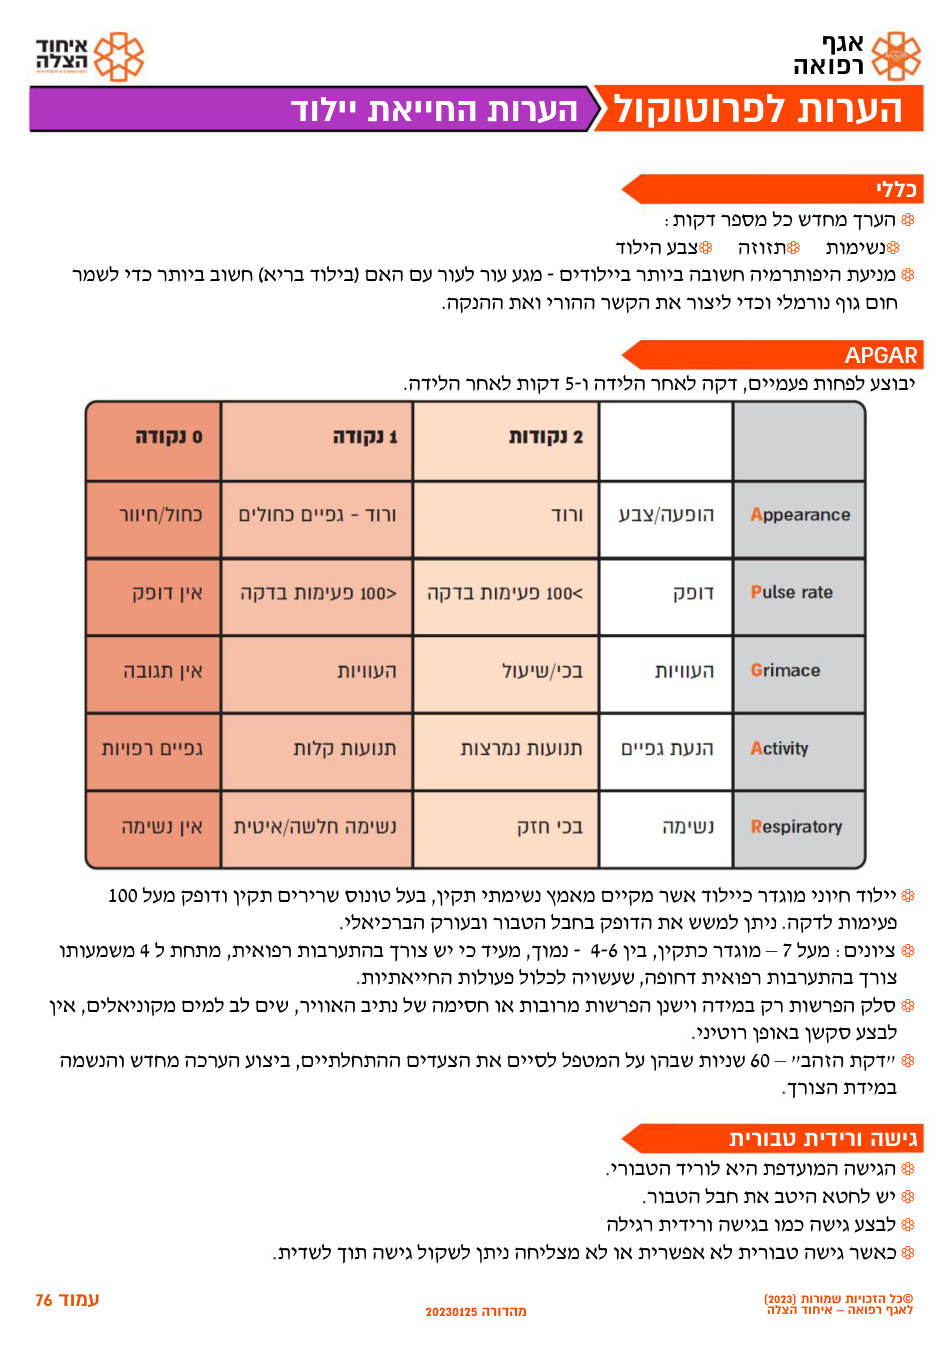 אגף
רפואה
איחוד
הצלה
הערות לפרוטוקול
הערות החייאת יילוד
כללי
הערך מחדש כל מספר דקות :
נשימות תזוזה צבע הילוד
מניעת היפותרמיה חשובה ביותר ביילודים - מגע עור לעור עם האם (בילוד בריא) חשוב ביותר כדי לשמר
חום גוף נורמלי וכדי ליצור את הקשר ההורי ואת ההנקה.
APGAR
יבוצע לפחות פעמיים, דקה לאחר הלידה ו-5 דקות לאחר הלידה.
2 נקודות 1 נקודה 0 נקודה
Appearance הופעה/צבע ורוד ורוד - גפיים כחולים כחול/חיוור
Pulse rate דופק >100 פעימות בדקה <100 פעימות בדקה אין דופק
Grimace העוויות בכי/שיעול העוויות אין תגובה
Activity הנעת גפיים תנועות נמרצות תנועות קלות גפיים רפויות
Respiratory נשימה בכי חזק נשימה חלשה/איטית אין נשימה
יילוד חיוני מוגדר כיילוד אשר מקיים מאמץ נשימתי תקין, בעל טונוס שרירים תקין ודופק מעל 100
פעימות לדקה. ניתן למשש את הדופק בחבל הטבור ובעורק הברכיאלי.
ציונים : מעל 7 – מוגדר כתקין, בין 4-6 - נמוך, מעיד כי יש צורך בהתערבות רפואית, מתחת ל 4 משמעותו
צורך בהתערבות רפואית דחופה, שעשויה לכלול פעולות החייאתיות.
סלק הפרשות רק במידה וישנן הפרשות מרובות או חסימה של נתיב האוויר, שים לב למים מקוניאלים, אין
לבצע סקשן באופן רוטיני.
"דקת הזהב" – 60 שניות שבהן על המטפל לסיים את הצעדים ההתחלתיים, ביצוע הערכה מחדש והנשמה
במידת הצורך.
גישה ורידית טבורית
הגישה המועדפת היא לוריד הטבורי.
יש לחטא היטב את חבל הטבור.
לבצע גישה כמו בגישה ורידית רגילה
כאשר גישה טבורית לא אפשרית או לא מצליחה ניתן לשקול גישה תוך לשדית.
©כל הזכויות שמורות (2023)
לאגף רפואה – איחוד הצלה
מהדורה 20230125
עמוד 76